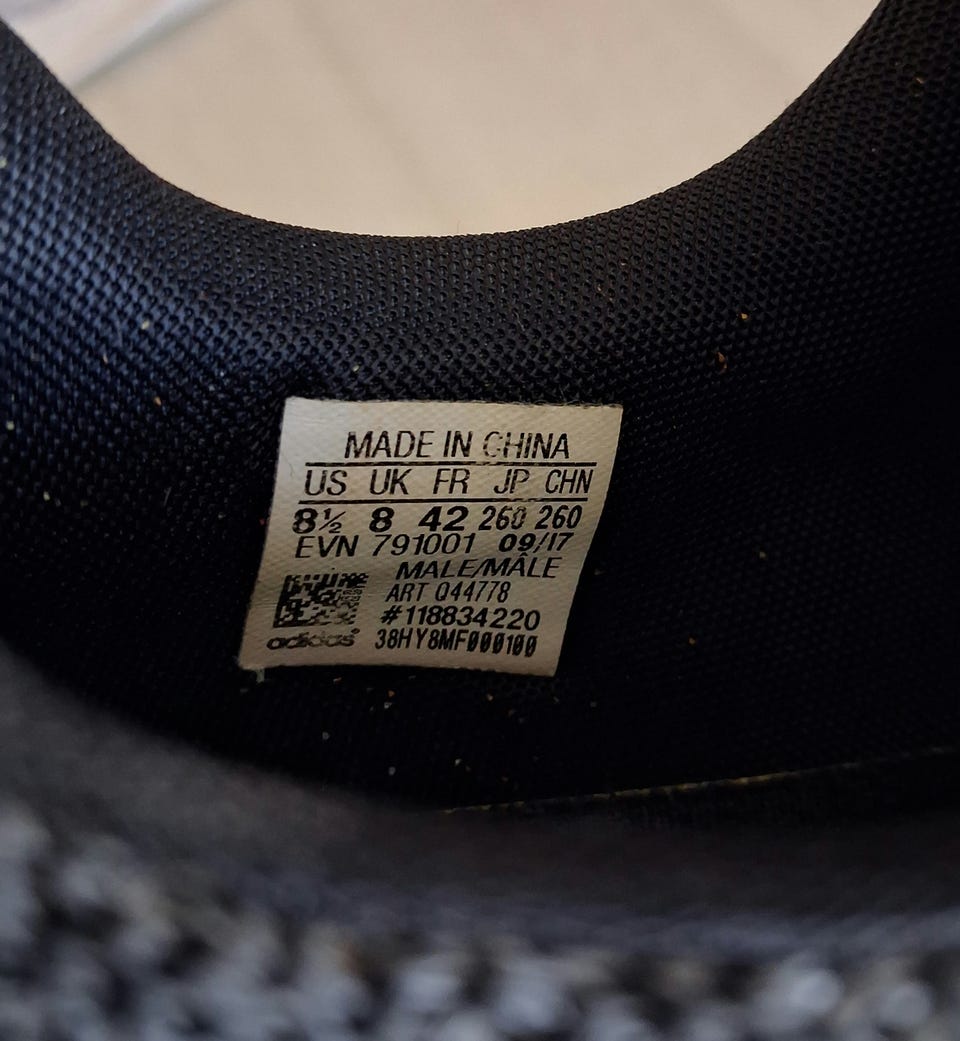 MADE IN CHINA
US UK FR JP CHN
8½ 8 42 260 260
EVN 791001 09/17
MALE/MÂLE
ART Q44778
#118834220
adidas® 38HY8MF000100